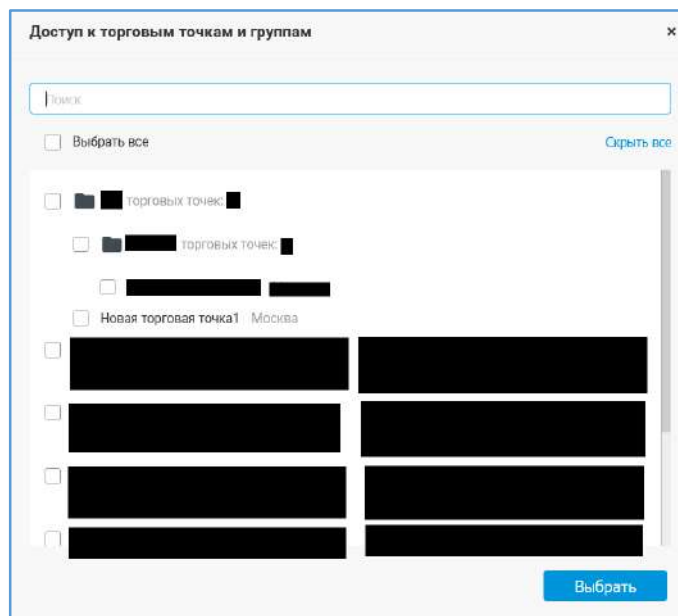 Доступ к торговым точкам и группам ×
Поиск
Выбрать все Скрыть все
торговых точек:
торговых точек:
Новая торговая точка1 Москва
Выбрать